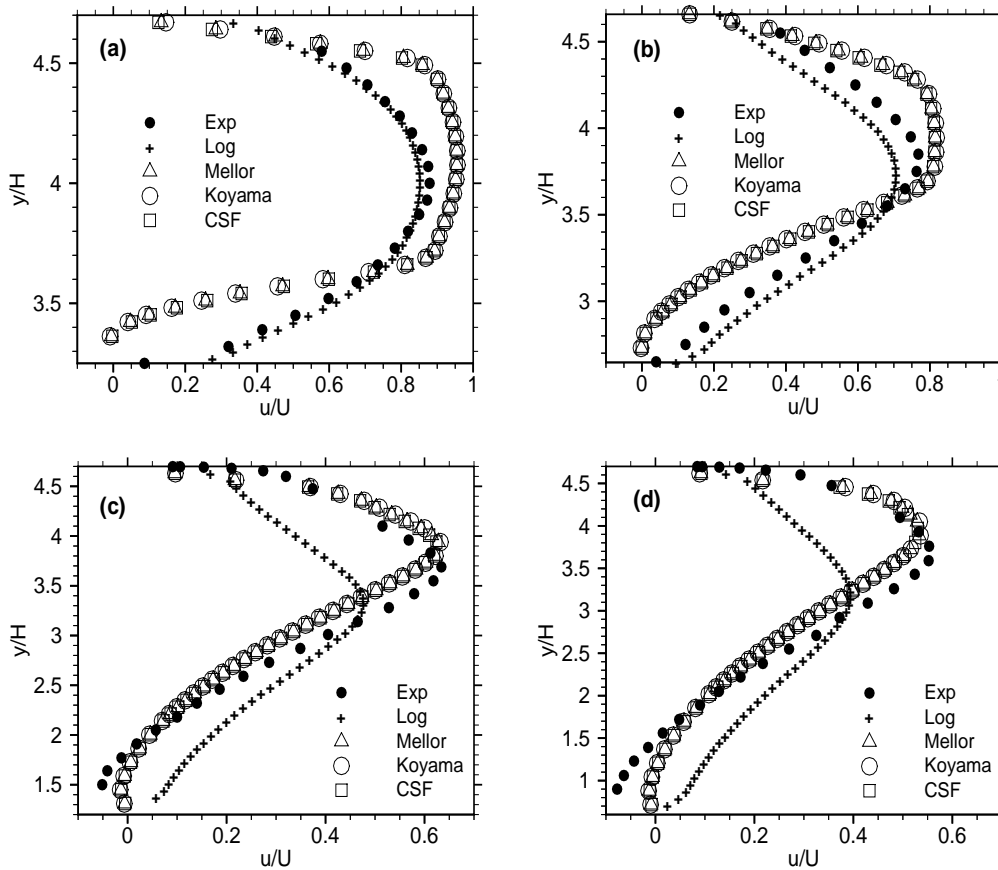 (a)
4.5
4
3.5
y/H
Exp
Log
Mellor
Koyama
CSF
0 0.2 0.4 0.6 0.8 1
u/U
(b)
4.5
4
3.5
3
y/H
Exp
Log
Mellor
Koyama
CSF
0 0.2 0.4 0.6 0.8
u/U
(c)
4.5
4
3.5
3
2.5
2
1.5
y/H
Exp
Log
Mellor
Koyama
CSF
0 0.2 0.4 0.6
u/U
(d)
4.5
4
3.5
3
2.5
2
1.5
1
y/H
Exp
Log
Mellor
Koyama
CSF
0 0.2 0.4 0.6
u/U